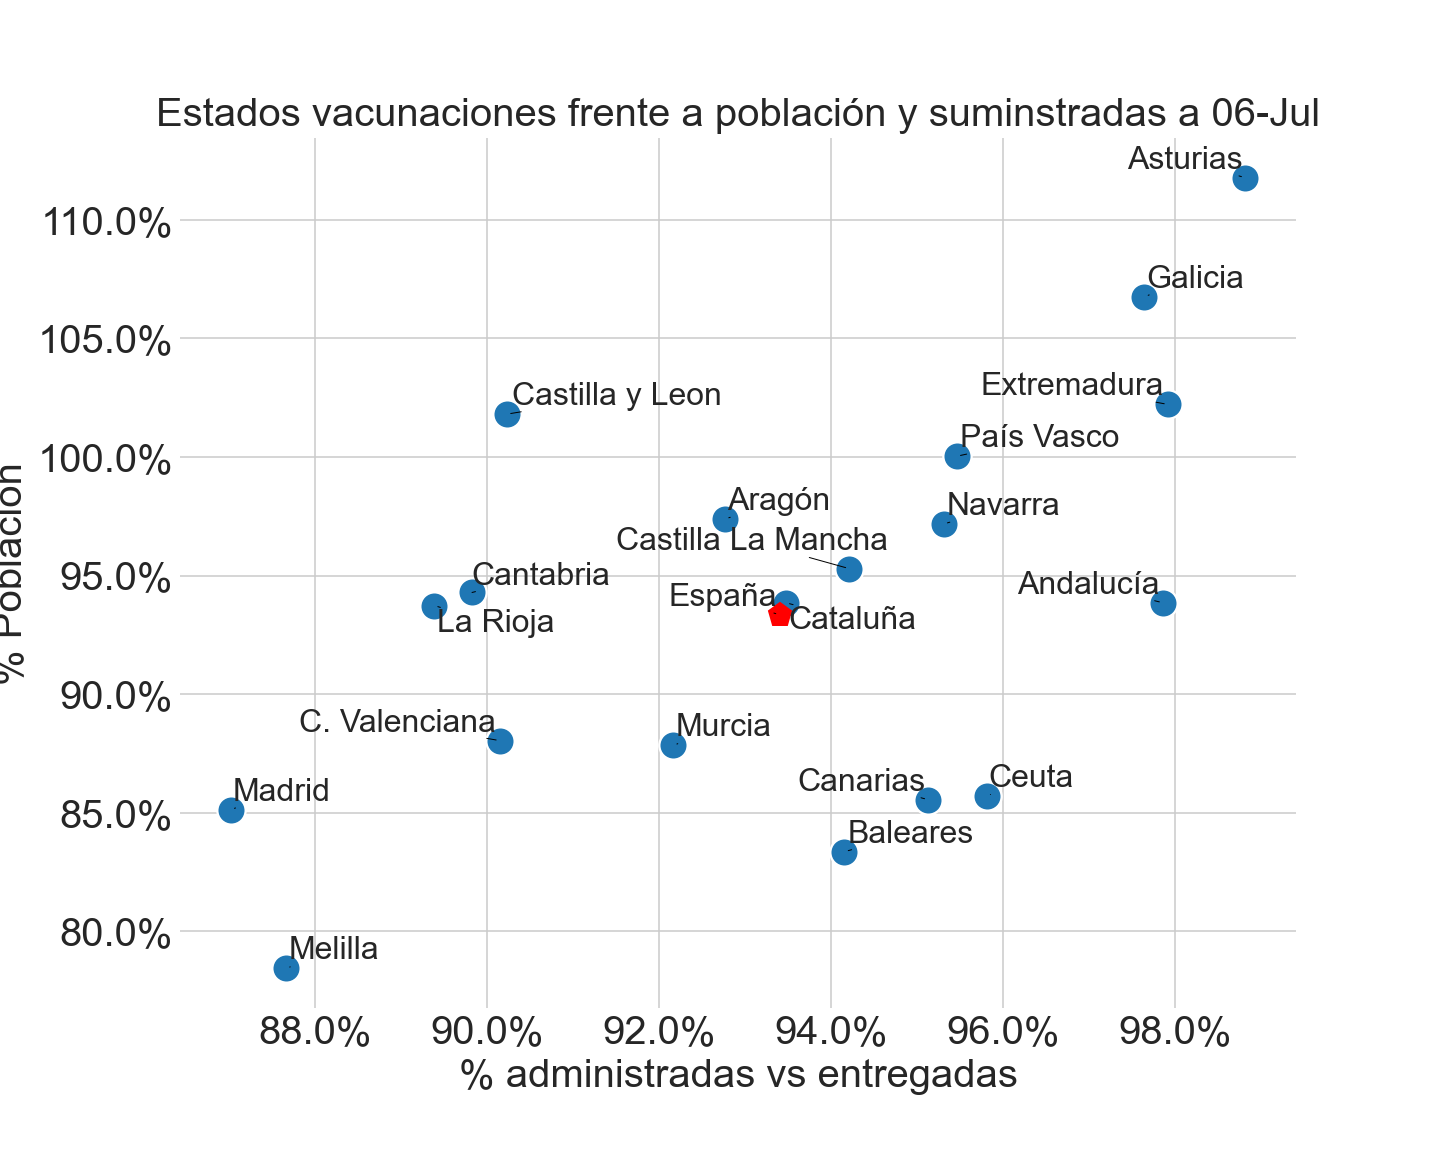 Estados vacunaciones frente a población y suminstradas a 06-Jul
Asturias
110.0%
Galicia
105.0%
Extremadura
Castilla y Leon
País Vasco
100.0%
Aragón
Navarra
Castilla La Mancha
95.0%
Cantabria
Andalucía
España
Cataluña
La Rioja
90.0%
C. Valenciana
Murcia
Madrid
Canarias
Ceuta
85.0%
Baleares
80.0%
Melilla
88.0% 90.0% 92.0% 94.0% 96.0% 98.0%
% administradas vs entregadas
% Población